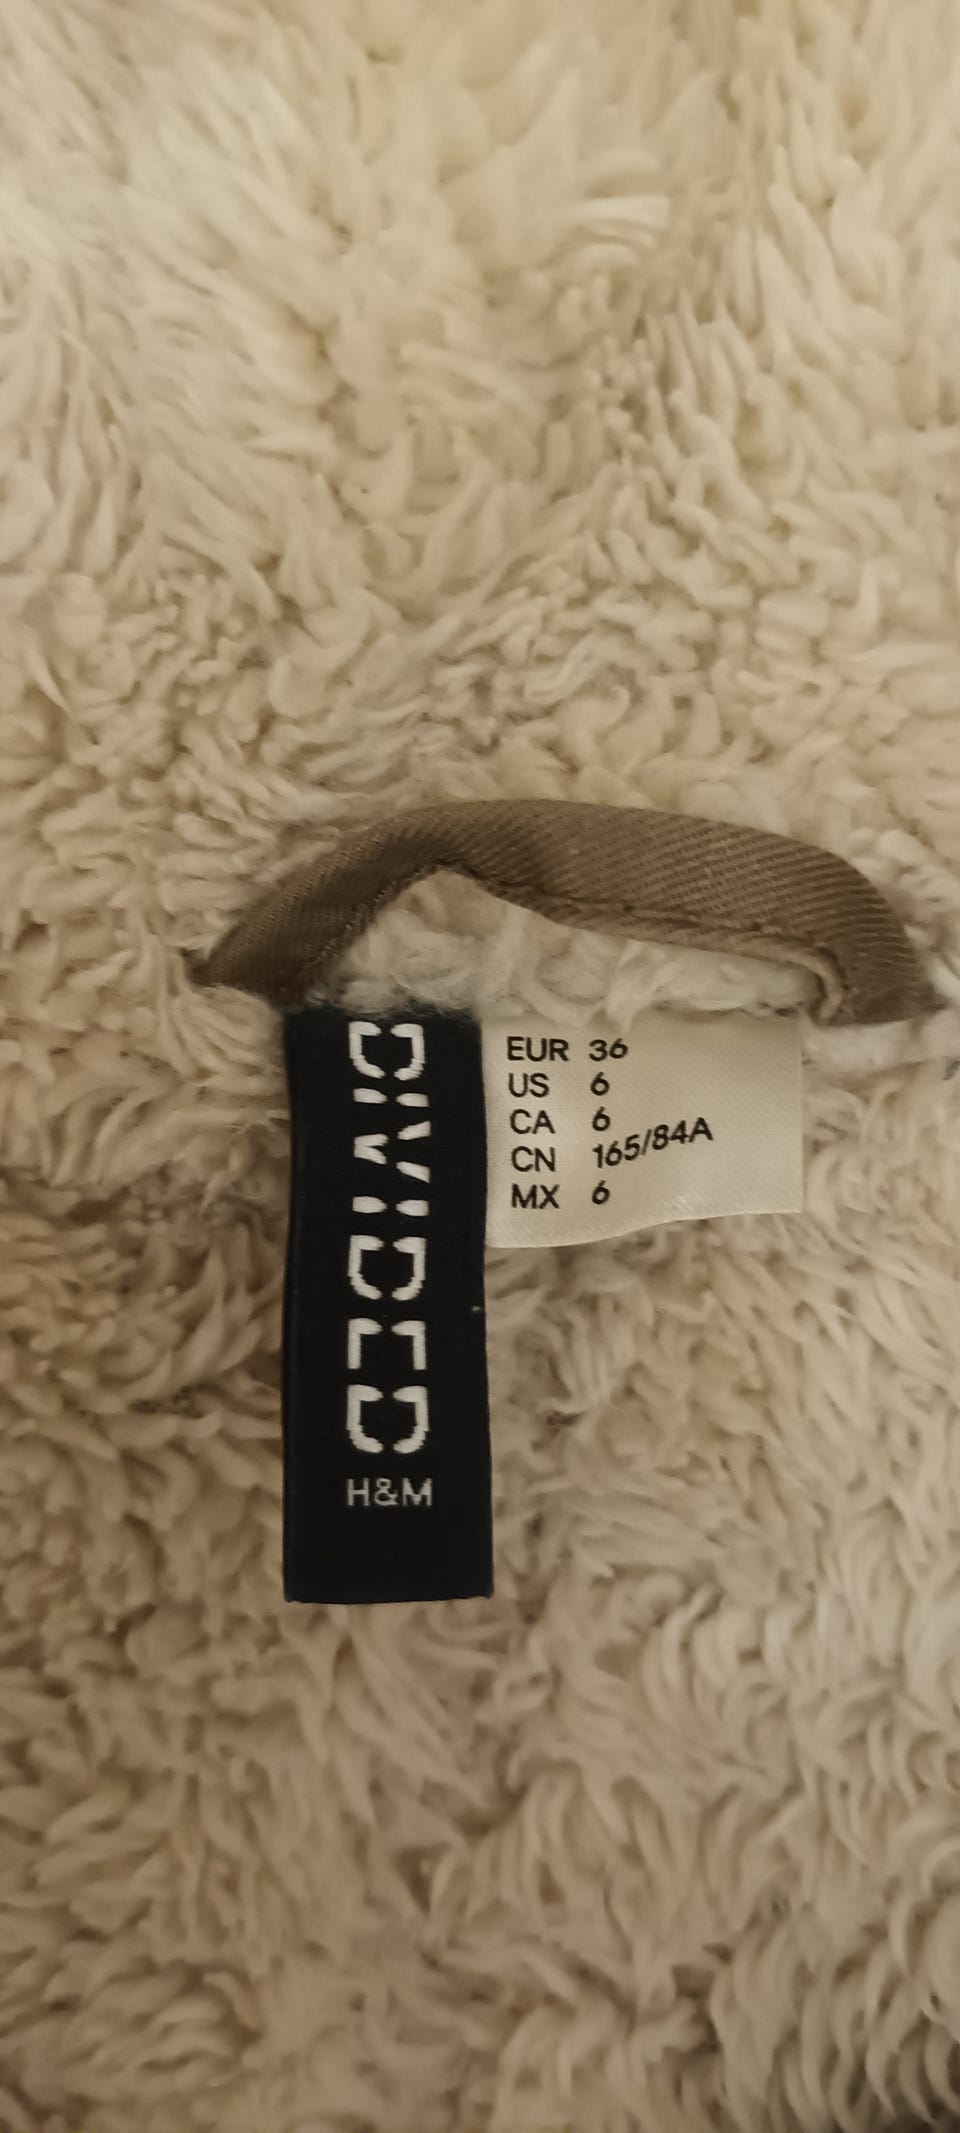 DIVIDED
H&M
EUR 36
US 6
CA 6
CN 165/84A
MX 6